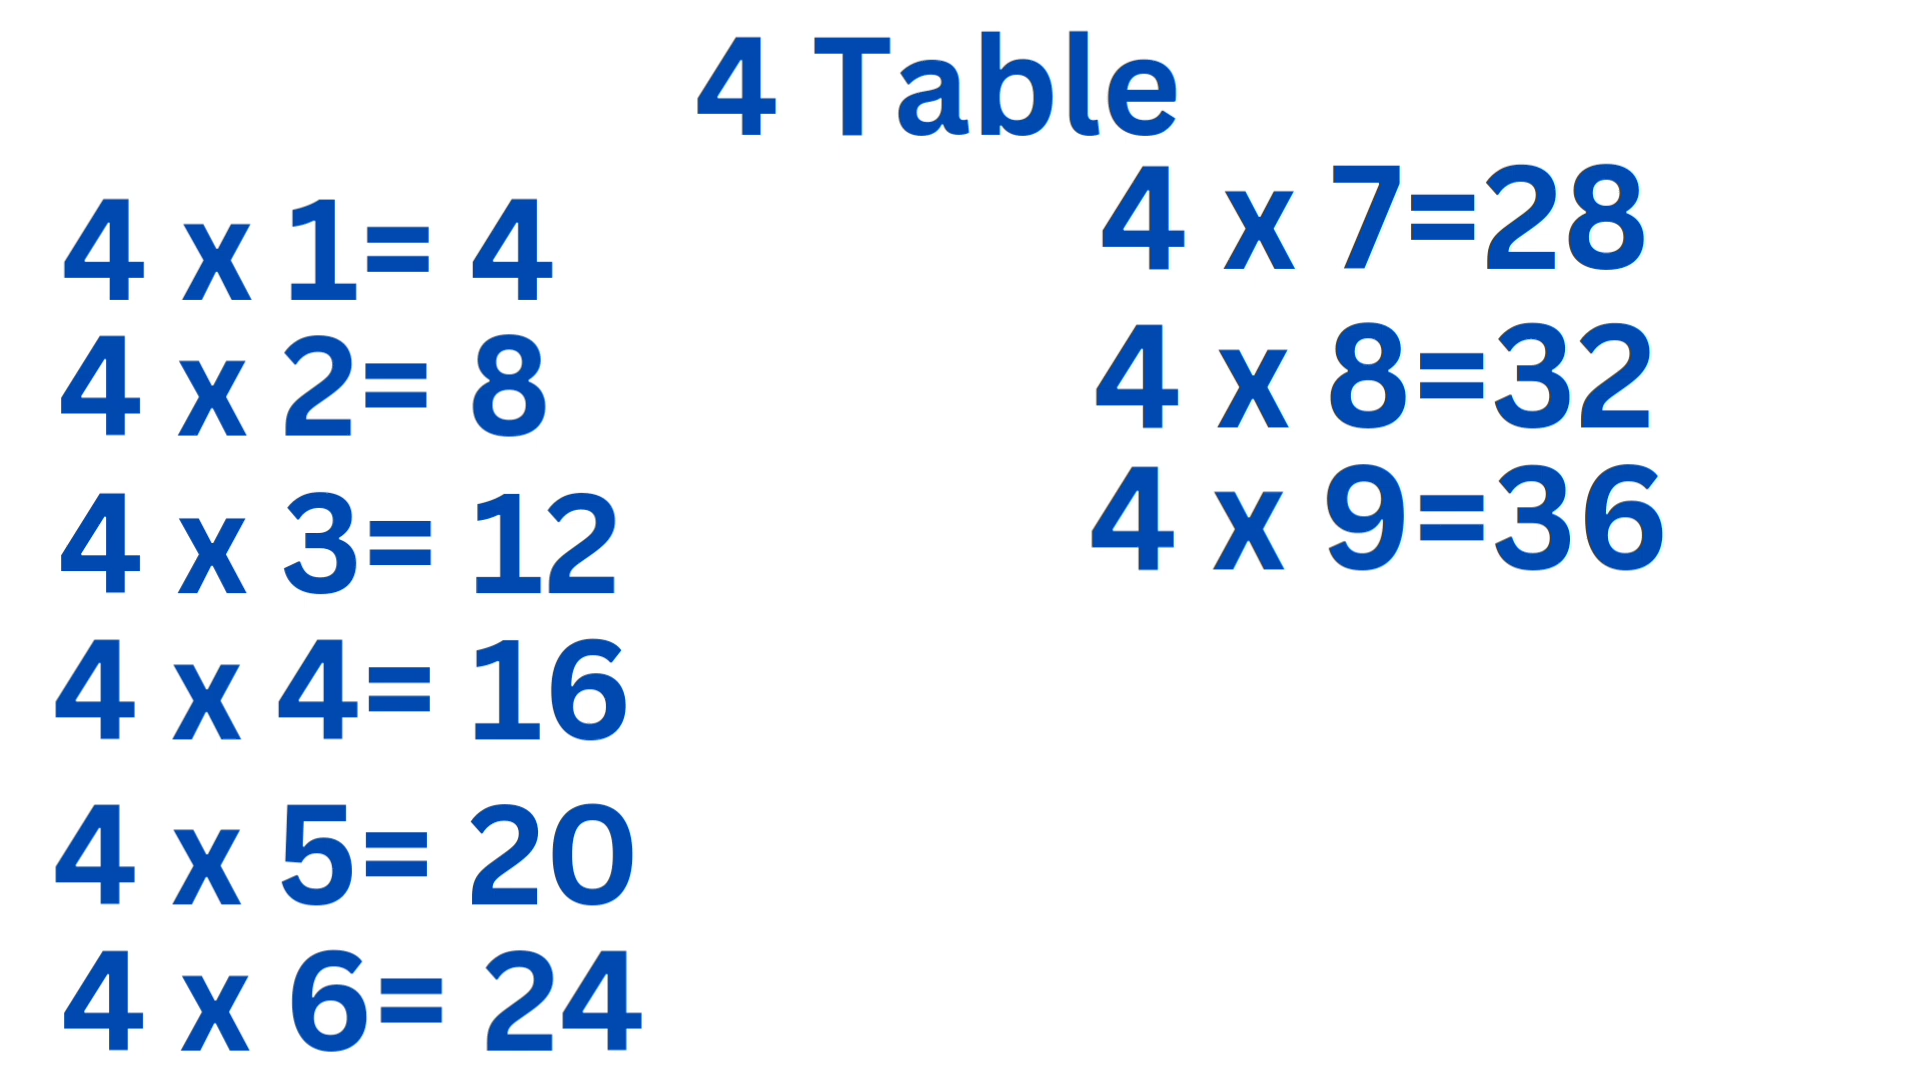 4 Table
4 x 1= 4
4 x 2= 8
4 x 3= 12
4 x 4= 16
4 x 5= 20
4 x 6= 24
4 x 7=28
4 x 8=32
4 x 9=36